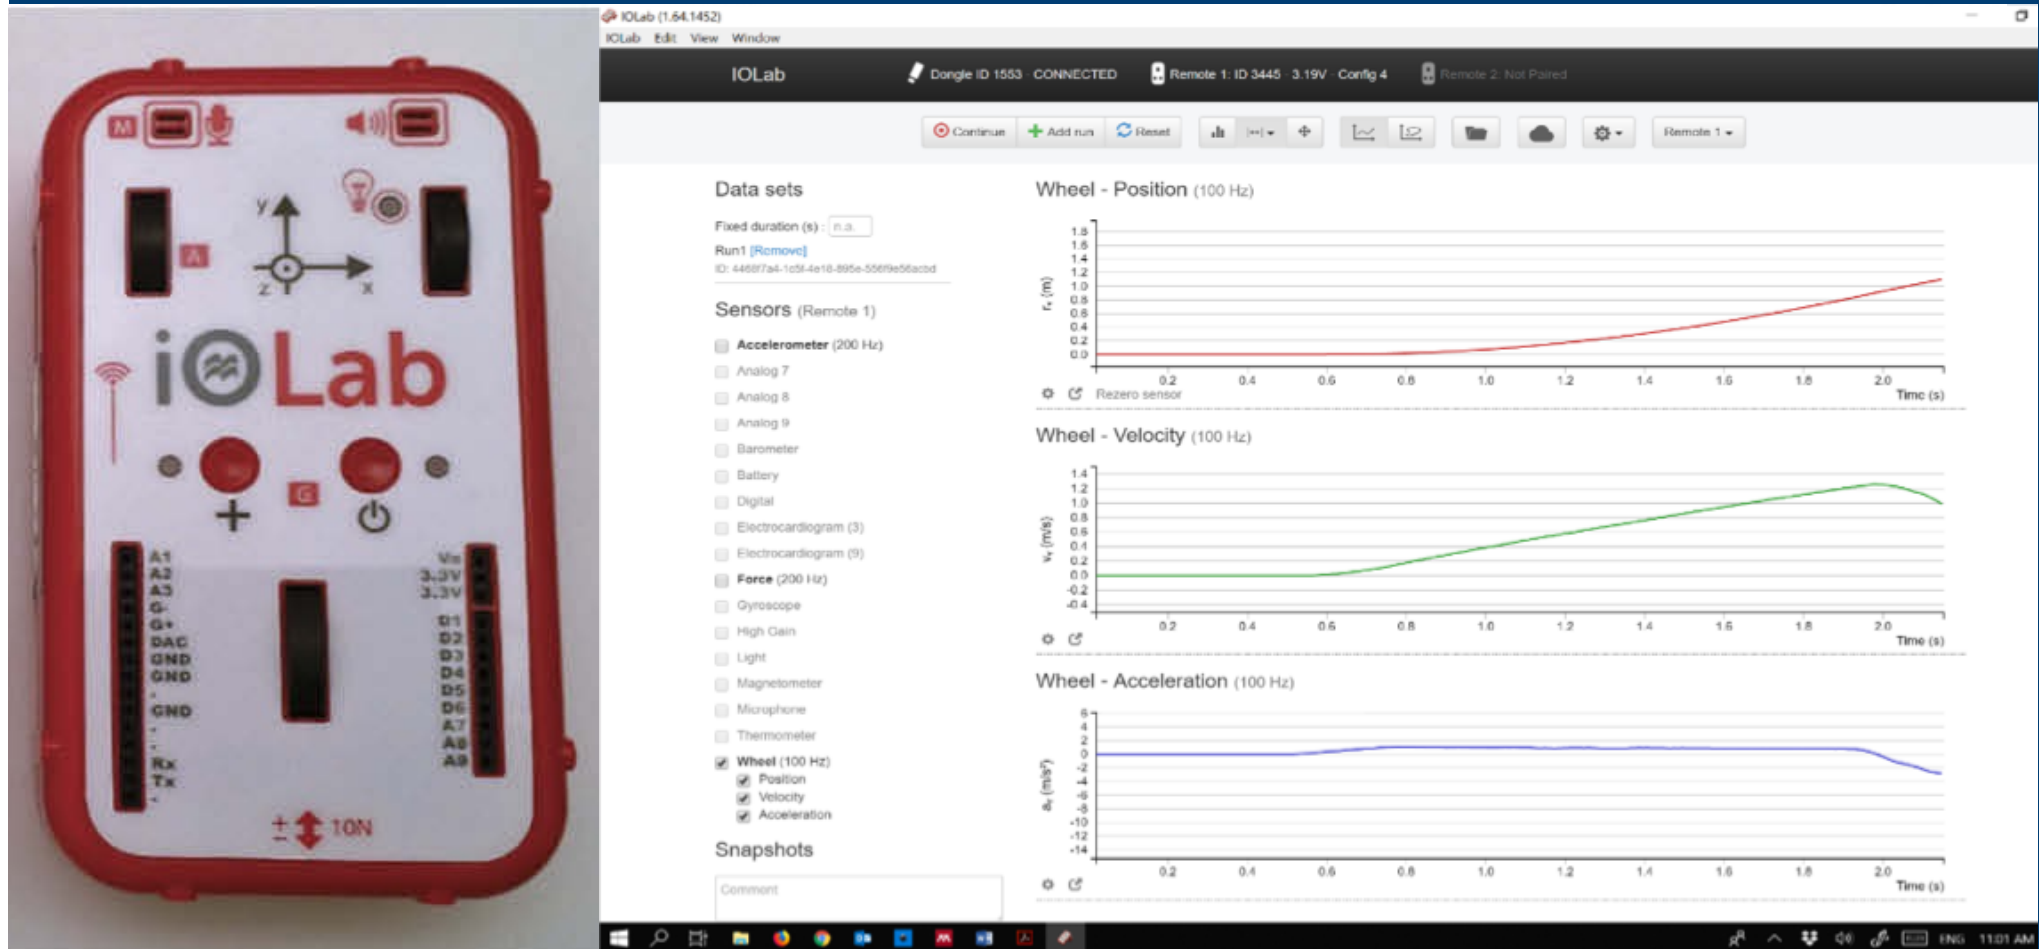 M
A
y
z
x
iOLab
G
A1
A2
A3
G-
G+
DAC
GND
GND
-
GND
-
-
Rx
Tx
-
3.3V
3.3V
D1
D2
D3
D4
D5
D6
A7
A8
A9
± 10N
IOLab (1.64.1452)
IOLab Edit View Window
IOLab Dongle ID 1553 - CONNECTED Remote 1: ID 3445 - 3.19V - Config 4 Remote 2: Not Paired
Continue Add run Reset Remote 1
Data sets
Fixed duration (s) : n.a.
Run1 [Remove]
Sensors (Remote 1)
Accelerometer (200 Hz)
Analog 7
Analog 8
Analog 9
Barometer
Battery
Digital
Electrocardiogram (3)
Electrocardiogram (9)
Force (200 Hz)
Gyroscope
High Gain
Light
Magnetometer
Microphone
Thermometer
Wheel (100 Hz)
Position
Velocity
Acceleration
Snapshots
Comment
Wheel - Position (100 Hz)
1.8
1.6
1.4
1.2
1.0
0.8
0.6
0.4
0.2
0.0
rᵧ (m)
0.2 0.4 0.6 0.8 1.0 1.2 1.4 1.6 1.8 2.0
Rezero sensor
Time (s)
Wheel - Velocity (100 Hz)
1.4
1.2
1.0
0.8
0.6
0.4
0.2
0.0
-0.2
-0.4
vᵧ (m/s)
0.2 0.4 0.6 0.8 1.0 1.2 1.4 1.6 1.8 2.0
Time (s)
Wheel - Acceleration (100 Hz)
6
4
2
0
-2
-4
-6
-8
-10
-12
-14
aᵧ (m/s²)
0.2 0.4 0.6 0.8 1.0 1.2 1.4 1.6 1.8 2.0
Time (s)
ENG 11:01 AM